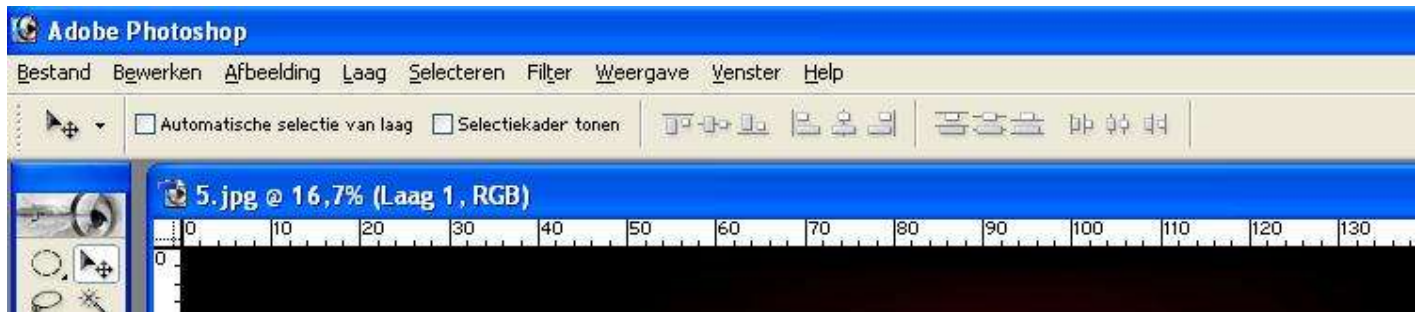 Adobe Photoshop
Bestand Bewerken Afbeelding Laag Selecteren Filter Weergave Venster Help
Automatische selectie van laag Selectiekader tonen
5.jpg @ 16,7% (Laag 1, RGB)
0 10 20 30 40 50 60 70 80 90 100 110 120 130
0